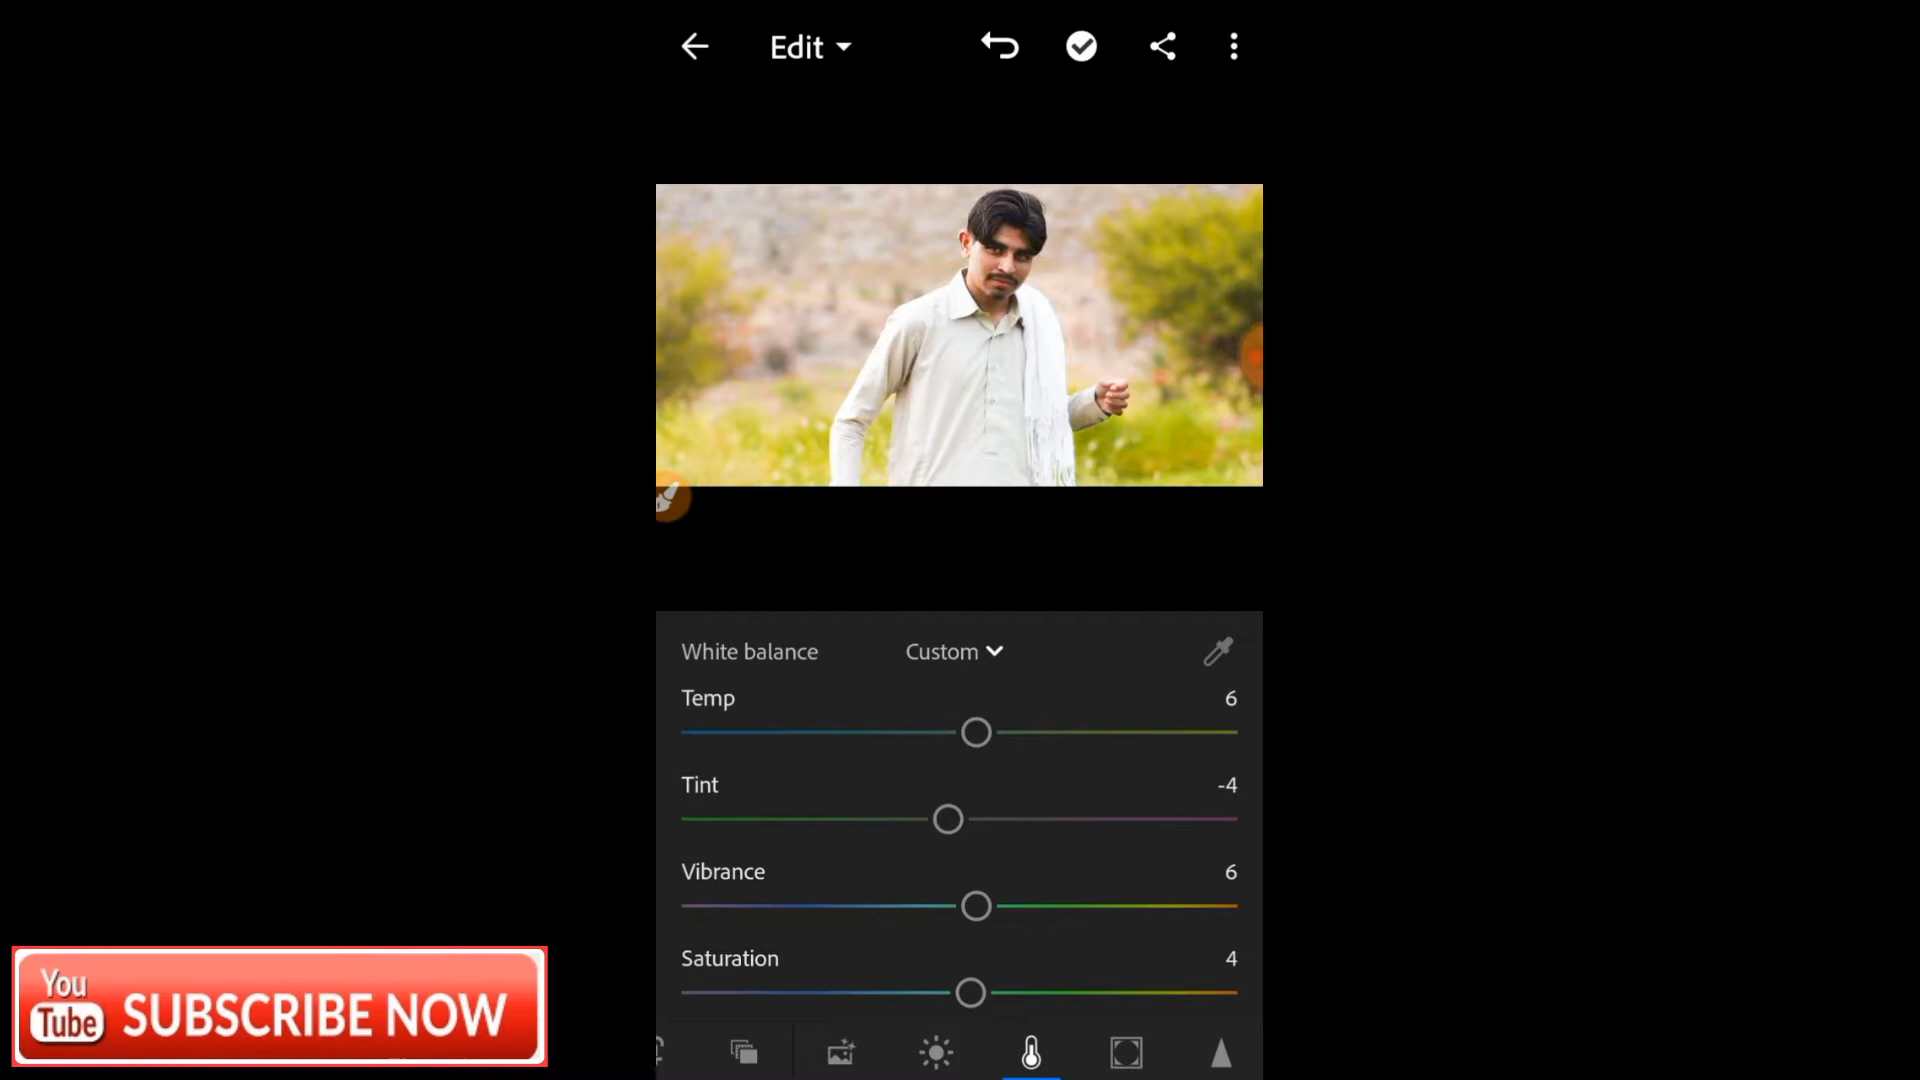 Edit
White balance Custom
Temp 6
Tint -4
Vibrance 6
Saturation 4
You
Tube SUBSCRIBE NOW